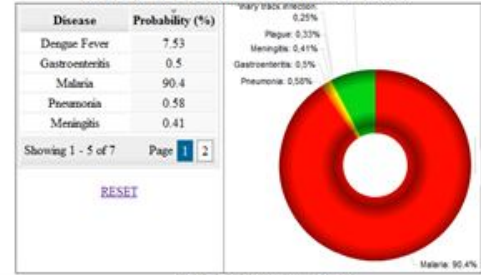 Disease Probability (%)
Dengue Fever 7.53
Gastroenteritis 0.5
Malaria 90.4
Pneumonia 0.58
Meningitis 0.41
Showing 1 - 5 of 7 Page 1 2
RESET
track infection:
0,25%
Plague: 0,33%
Meningitis: 0,41%
Gastroenteritis: 0,5%
Pneumonia: 0,58%
Malaria: 90,4%